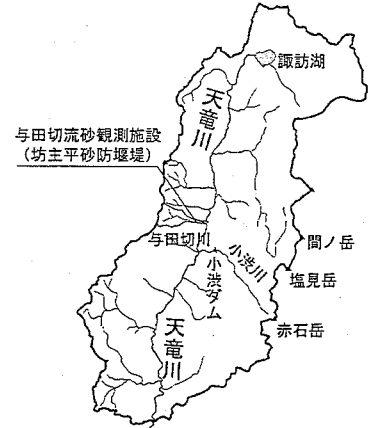 諏訪湖
天竜川
与田切流砂観測施設
（坊主平砂防堰堤）
与田切川
小渋川
間ノ岳
小渋ダム
塩見岳
赤石岳
天竜川